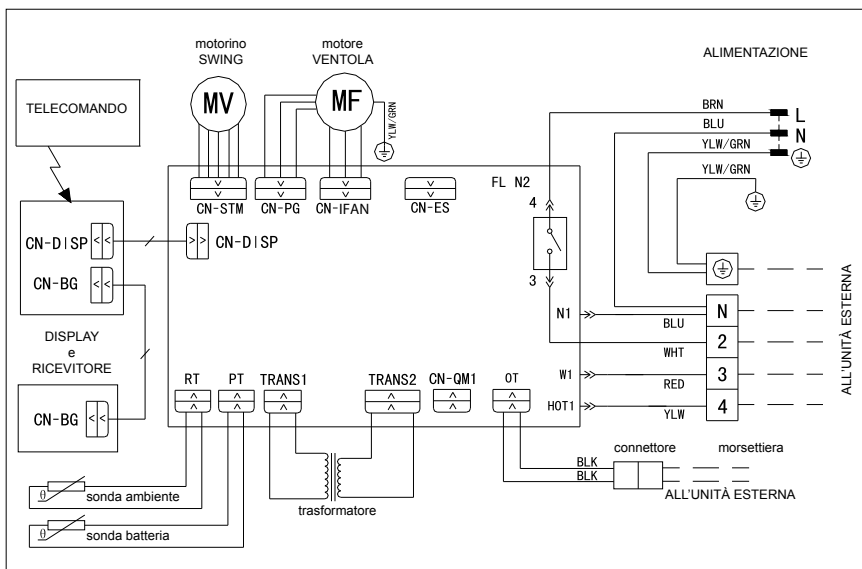 motorino
SWING
motore
VENTOLA
ALIMENTAZIONE
TELECOMANDO
MV
MF
YLW/GRN
BRN
L
BLU
N
YLW/GRN
YLW/GRN
CN-STM
CN-PG
CN-IFAN
CN-ES
FL N2
4
3
CN-DISP
CN-DISP
CN-BG
DISPLAY
e
RICEVITORE
CN-BG
N1
BLU
N
WHT
2
W1
RED
3
HOT1
YLW
4
ALL'UNITÀ ESTERNA
RT
PT
TRANS1
TRANS2
CN-QM1
OT
BLK
BLK
connettore
morsettiera
ALL'UNITÀ ESTERNA
θ
sonda ambiente
θ
sonda batteria
trasformatore